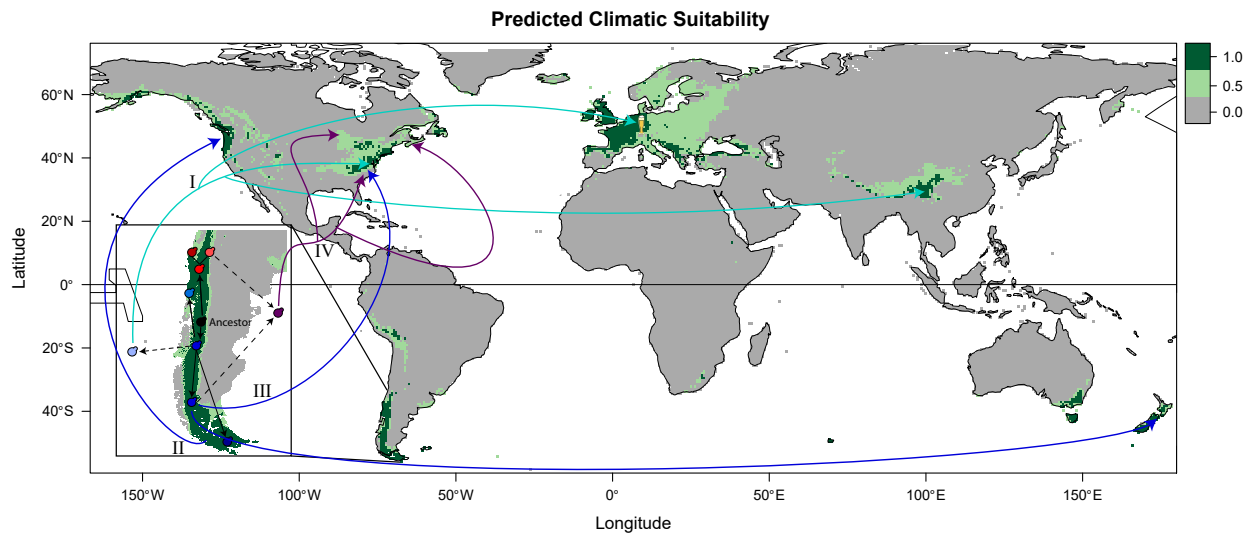 Predicted Climatic Suitability
1.0
0.5
0.0
60°N
40°N
20°N
0°
20°S
40°S
Latitude
I
IV
Ancestor
III
II
150°W
100°W
50°W
0°
50°E
100°E
150°E
Longitude